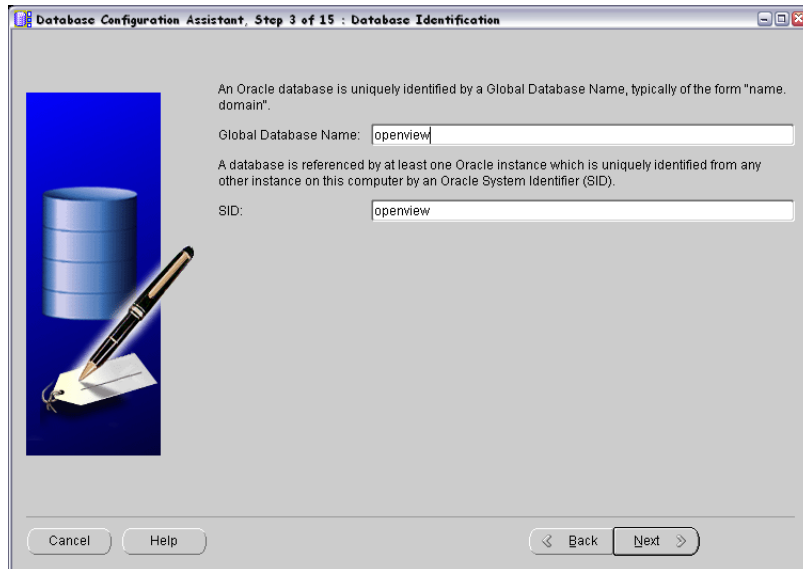 Database Configuration Assistant, Step 3 of 15 : Database Identification
An Oracle database is uniquely identified by a Global Database Name, typically of the form "name.
domain".
Global Database Name: openview
A database is referenced by at least one Oracle instance which is uniquely identified from any
other instance on this computer by an Oracle System Identifier (SID).
SID: openview
Cancel Help Back Next